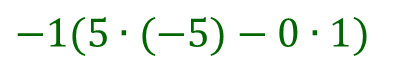 −1(5 · (−5) − 0 · 1)